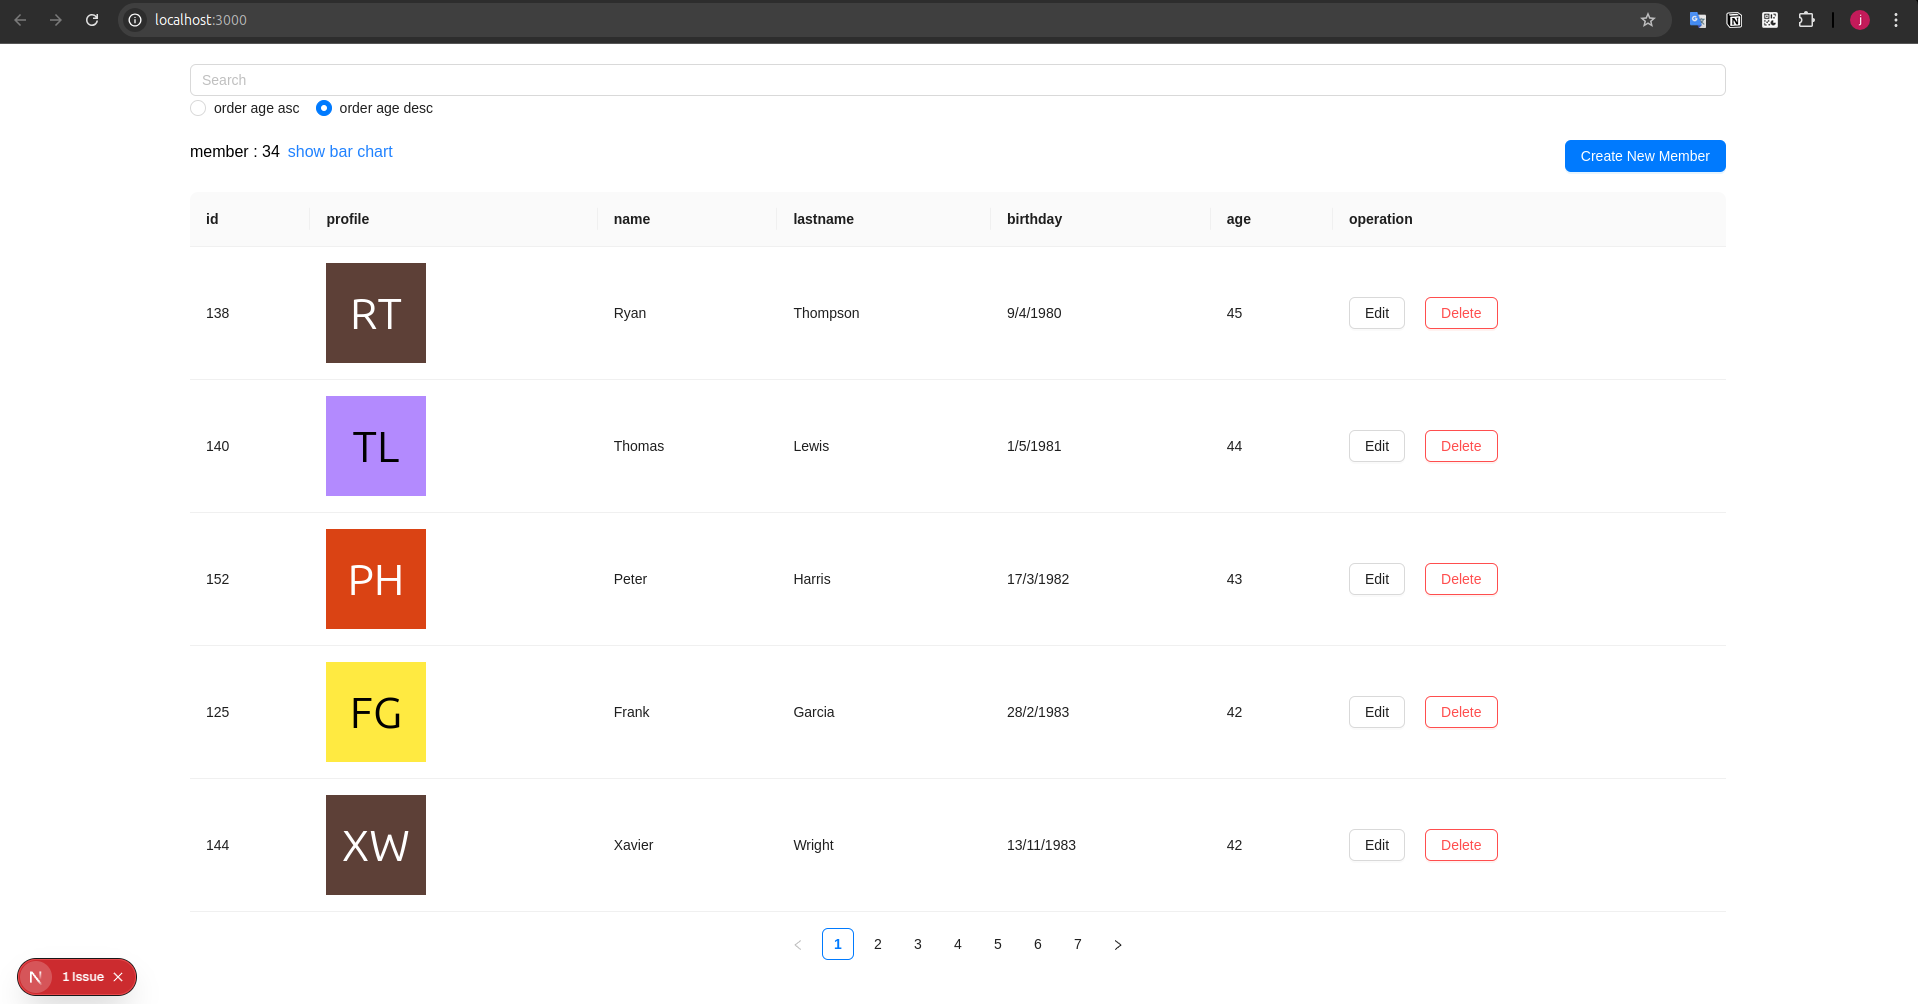 localhost:3000
j
Search
order age asc order age desc
member : 34 show bar chart Create New Member
id profile name lastname birthday age operation
138 RT Ryan Thompson 9/4/1980 45 Edit Delete
140 TL Thomas Lewis 1/5/1981 44 Edit Delete
152 PH Peter Harris 17/3/1982 43 Edit Delete
125 FG Frank Garcia 28/2/1983 42 Edit Delete
144 XW Xavier Wright 13/11/1983 42 Edit Delete
1 2 3 4 5 6 7
N 1 Issue